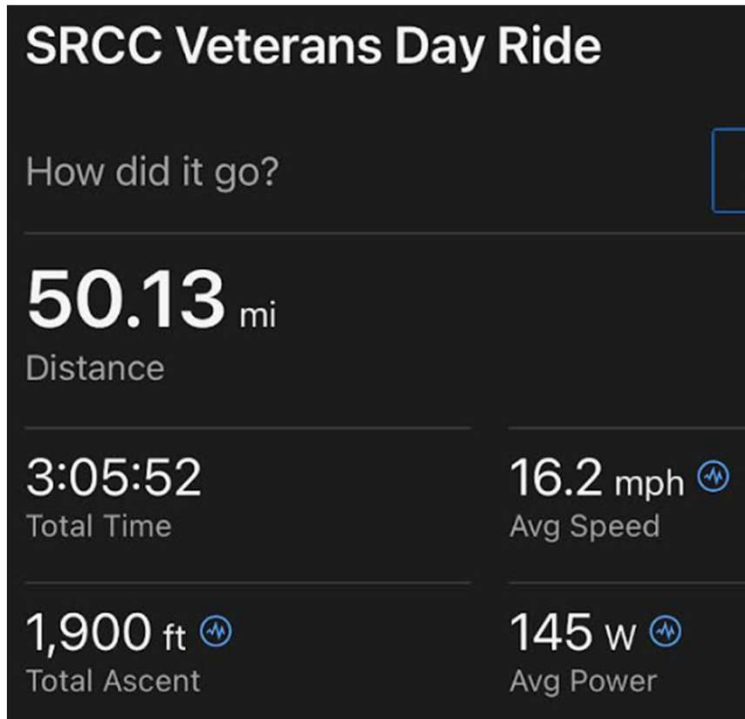 SRCC Veterans Day Ride
How did it go?
50.13 mi
Distance
3:05:52
Total Time
16.2 mph
Avg Speed
1,900 ft
Total Ascent
145 W
Avg Power